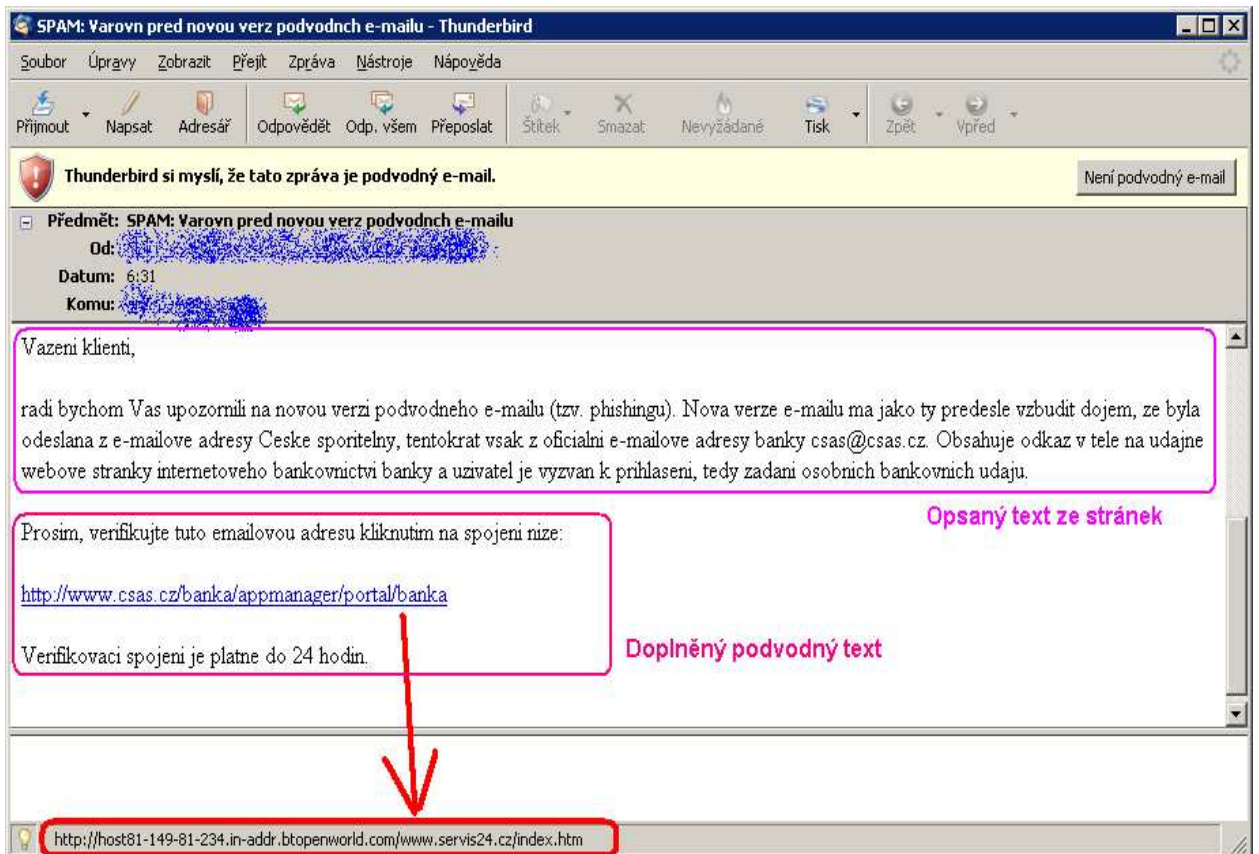 SPAM: Varovn pred novou verz podvodnch e-mailu - Thunderbird
Soubor Úpravy Zobrazit Přejít Zpráva Nástroje Nápověda
Přijmout Napsat Adresář Odpovědět Odp. všem Přeposlat Štítek Smazat Nevyžádané Tisk Zpět Vpřed
Thunderbird si myslí, že tato zpráva je podvodný e-mail. Není podvodný e-mail
Předmět: SPAM: Varovn pred novou verz podvodnch e-mailu
Od:
Datum: 6:31
Komu:
Vazeni klienti,
radi bychom Vas upozornili na novou verzi podvodneho e-mailu (tzv. phishingu). Nova verze e-mailu ma jako ty predesle vzbudit dojem, ze byla
odeslana z e-mailove adresy Ceske sporitelny, tentokrat vsak z oficialni e-mailove adresy banky csas@csas.cz. Obsahuje odkaz v tele na udajne
webove stranky internetoveho bankovnictvi banky a uzivatel je vyzvan k prihlaseni, tedy zadani osobnich bankovnich udaju.
Opsaný text ze stránek
Prosim, verifikujte tuto emailovou adresu kliknutim na spojeni nize:
http://www.csas.cz/banka/appmanager/portal/banka
Verifikovaci spojeni je platne do 24 hodin.
Doplněný podvodný text
http://host81-149-81-234.in-addr.btopenworld.com/www.servis24.cz/index.htm